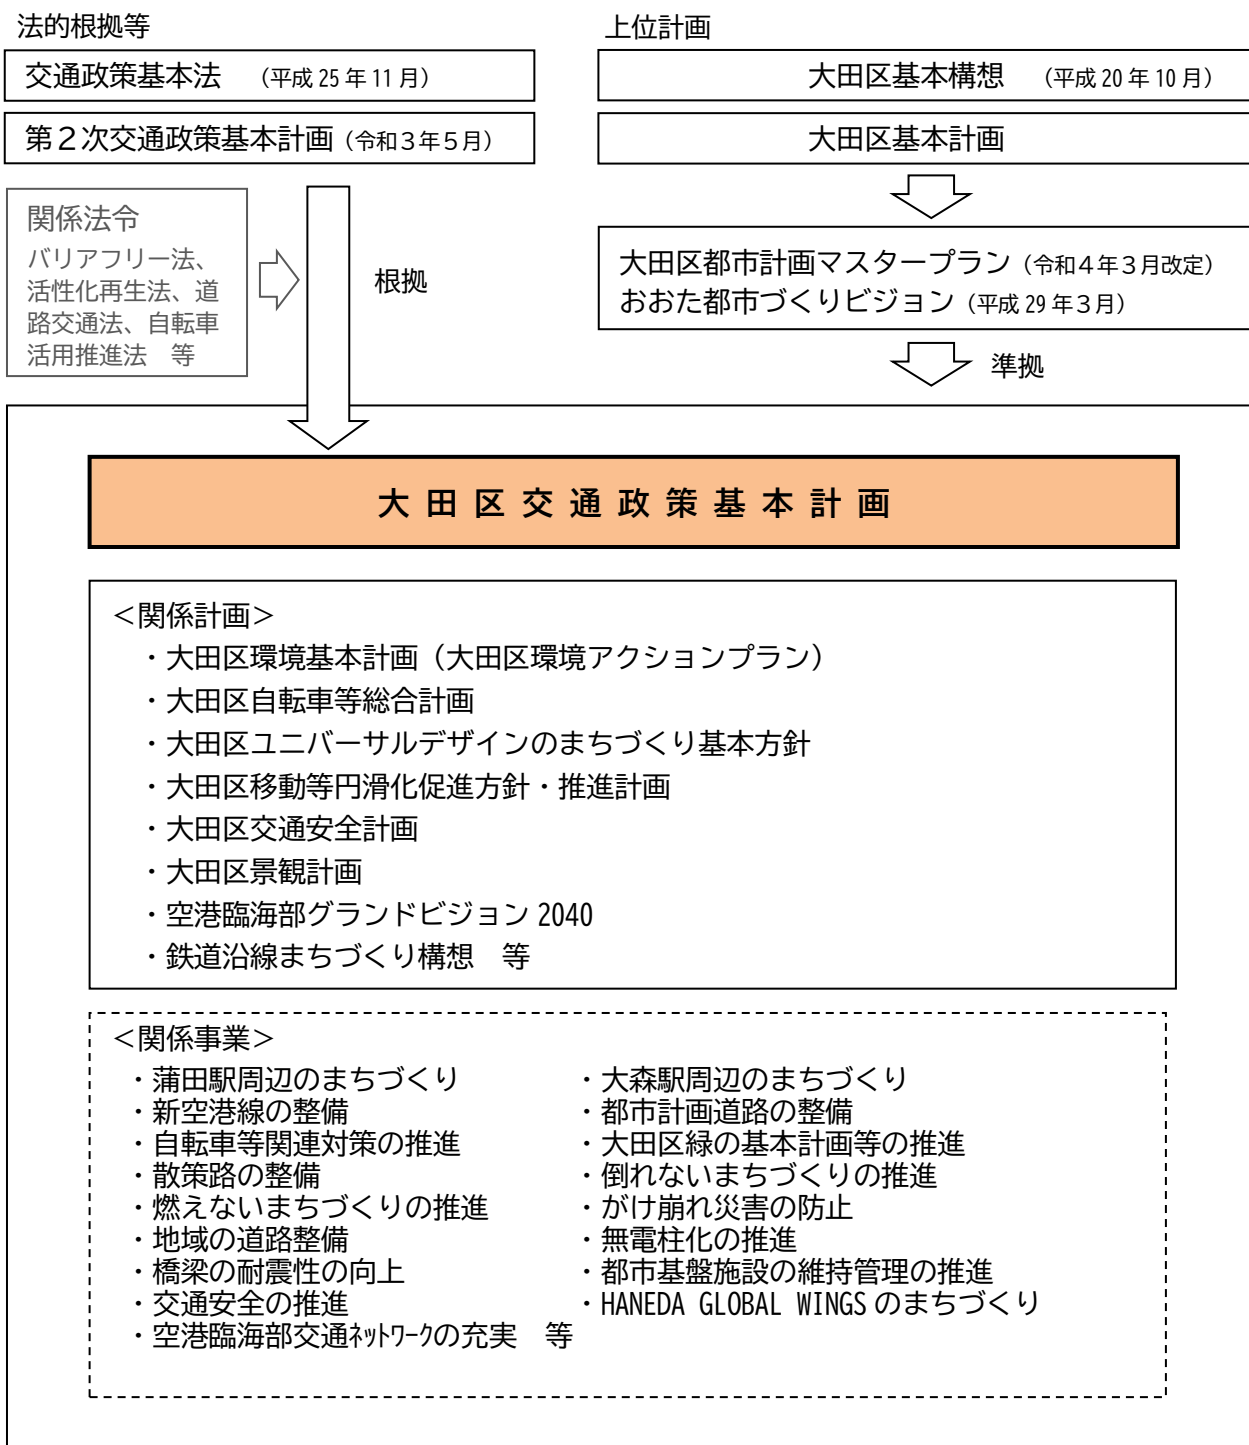 法的根拠等
交通政策基本法　（平成 25 年 11 月）
第２次交通政策基本計画（令和３年５月）
関係法令
バリアフリー法、
活性化再生法、道
路交通法、自転車
活用推進法　等
根拠
上位計画
大田区基本構想　（平成 20 年 10 月）
大田区基本計画
大田区都市計画マスタープラン（令和４年３月改定）
おおた都市づくりビジョン（平成 29 年３月）
準拠
大田区交通政策基本計画
＜関係計画＞
・大田区環境基本計画（大田区環境アクションプラン）
・大田区自転車等総合計画
・大田区ユニバーサルデザインのまちづくり基本方針
・大田区移動等円滑化促進方針・推進計画
・大田区交通安全計画
・大田区景観計画
・空港臨海部グランドビジョン 2040
・鉄道沿線まちづくり構想　等
＜関係事業＞
・蒲田駅周辺のまちづくり
・新空港線の整備
・自転車等関連対策の推進
・散策路の整備
・燃えないまちづくりの推進
・地域の道路整備
・橋梁の耐震性の向上
・交通安全の推進
・空港臨海部交通ﾈｯﾄﾜｰｸの充実　等
・大森駅周辺のまちづくり
・都市計画道路の整備
・大田区緑の基本計画等の推進
・倒れないまちづくりの推進
・がけ崩れ災害の防止
・無電柱化の推進
・都市基盤施設の維持管理の推進
・HANEDA GLOBAL WINGS のまちづくり